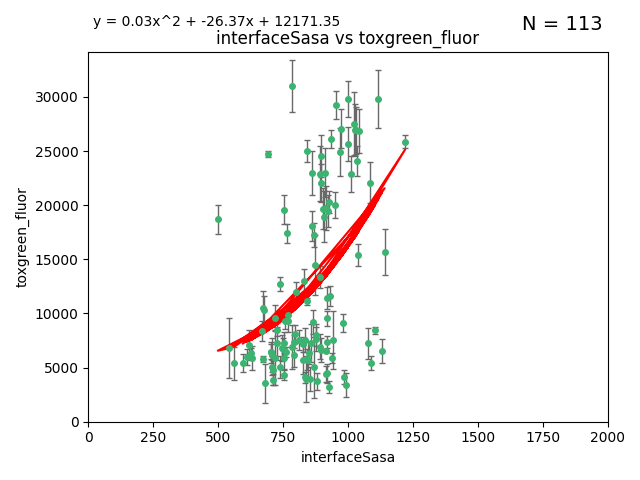 y = 0.03x^2 + -26.37x + 12171.35
N = 113
interfaceSasa vs toxgreen_fluor
30000
25000
20000
15000
10000
5000
0
toxgreen_fluor
0 250 500 750 1000 1250 1500 1750 2000
interfaceSasa